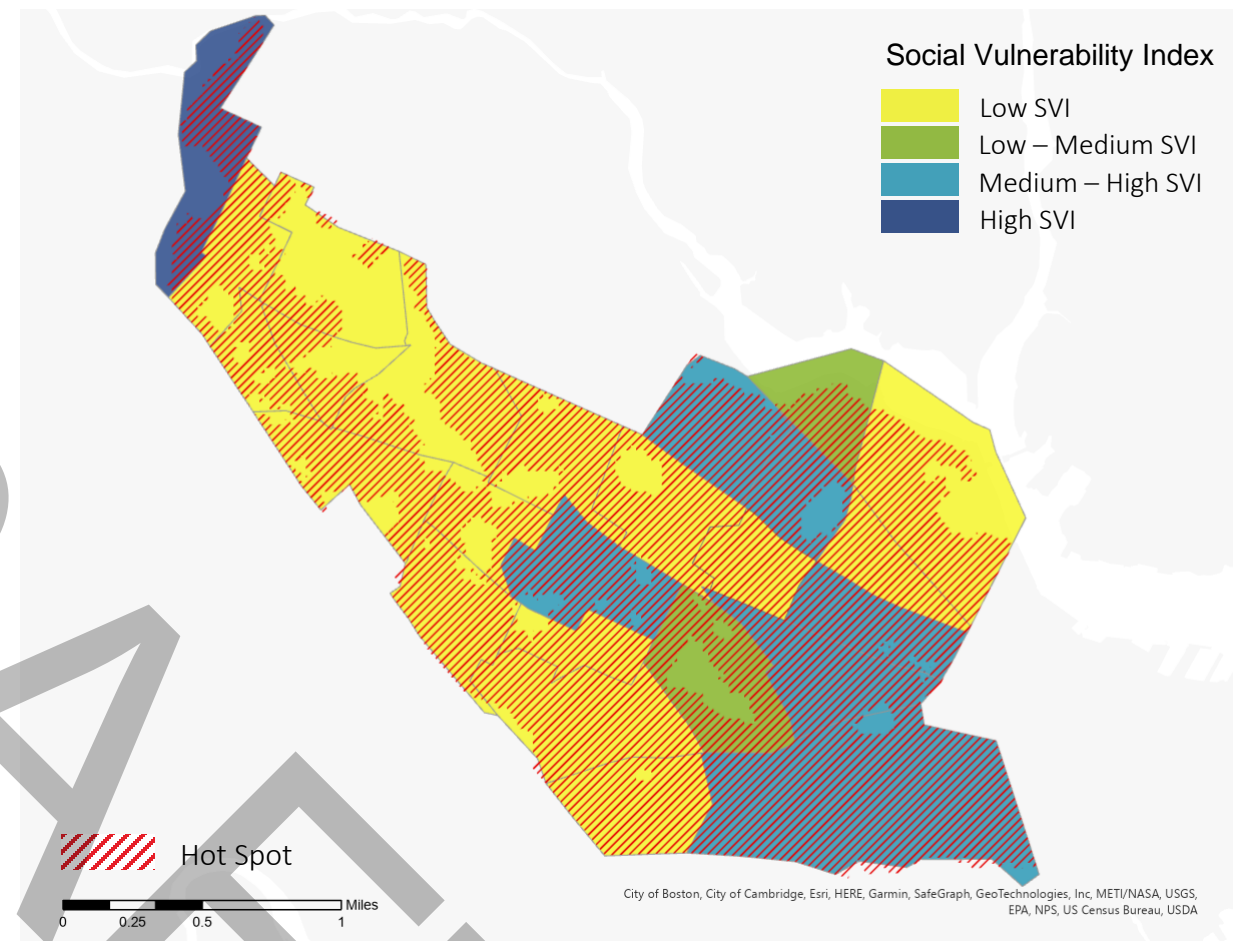 Social Vulnerability Index
Low SVI
Low – Medium SVI
Medium – High SVI
High SVI
Hot Spot
Miles
0 0.25 0.5 1
City of Boston, City of Cambridge, Esri, HERE, Garmin, SafeGraph, GeoTechnologies, Inc, METI/NASA, USGS,
EPA, NPS, US Census Bureau, USDA